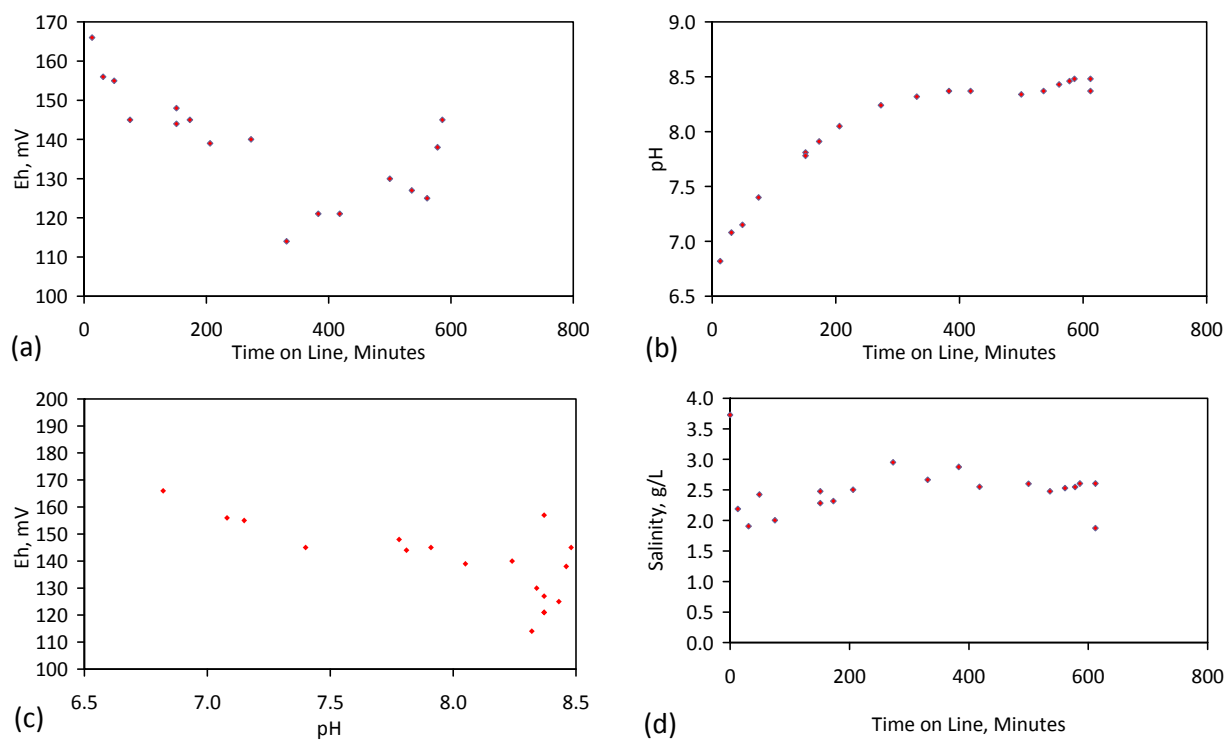 170
160
150
140
130
120
110
100
Eh, mV
0 200 400 600 800
Time on Line, Minutes
(a)
9.0
8.5
8.0
7.5
7.0
6.5
pH
0 200 400 600 800
Time on Line, Minutes
(b)
200
190
180
170
160
150
140
130
120
110
100
Eh, mV
6.5 7.0 7.5 8.0 8.5
pH
(c)
4.0
3.5
3.0
2.5
2.0
1.5
1.0
0.5
0.0
Salinity, g/L
0 200 400 600 800
Time on Line, Minutes
(d)